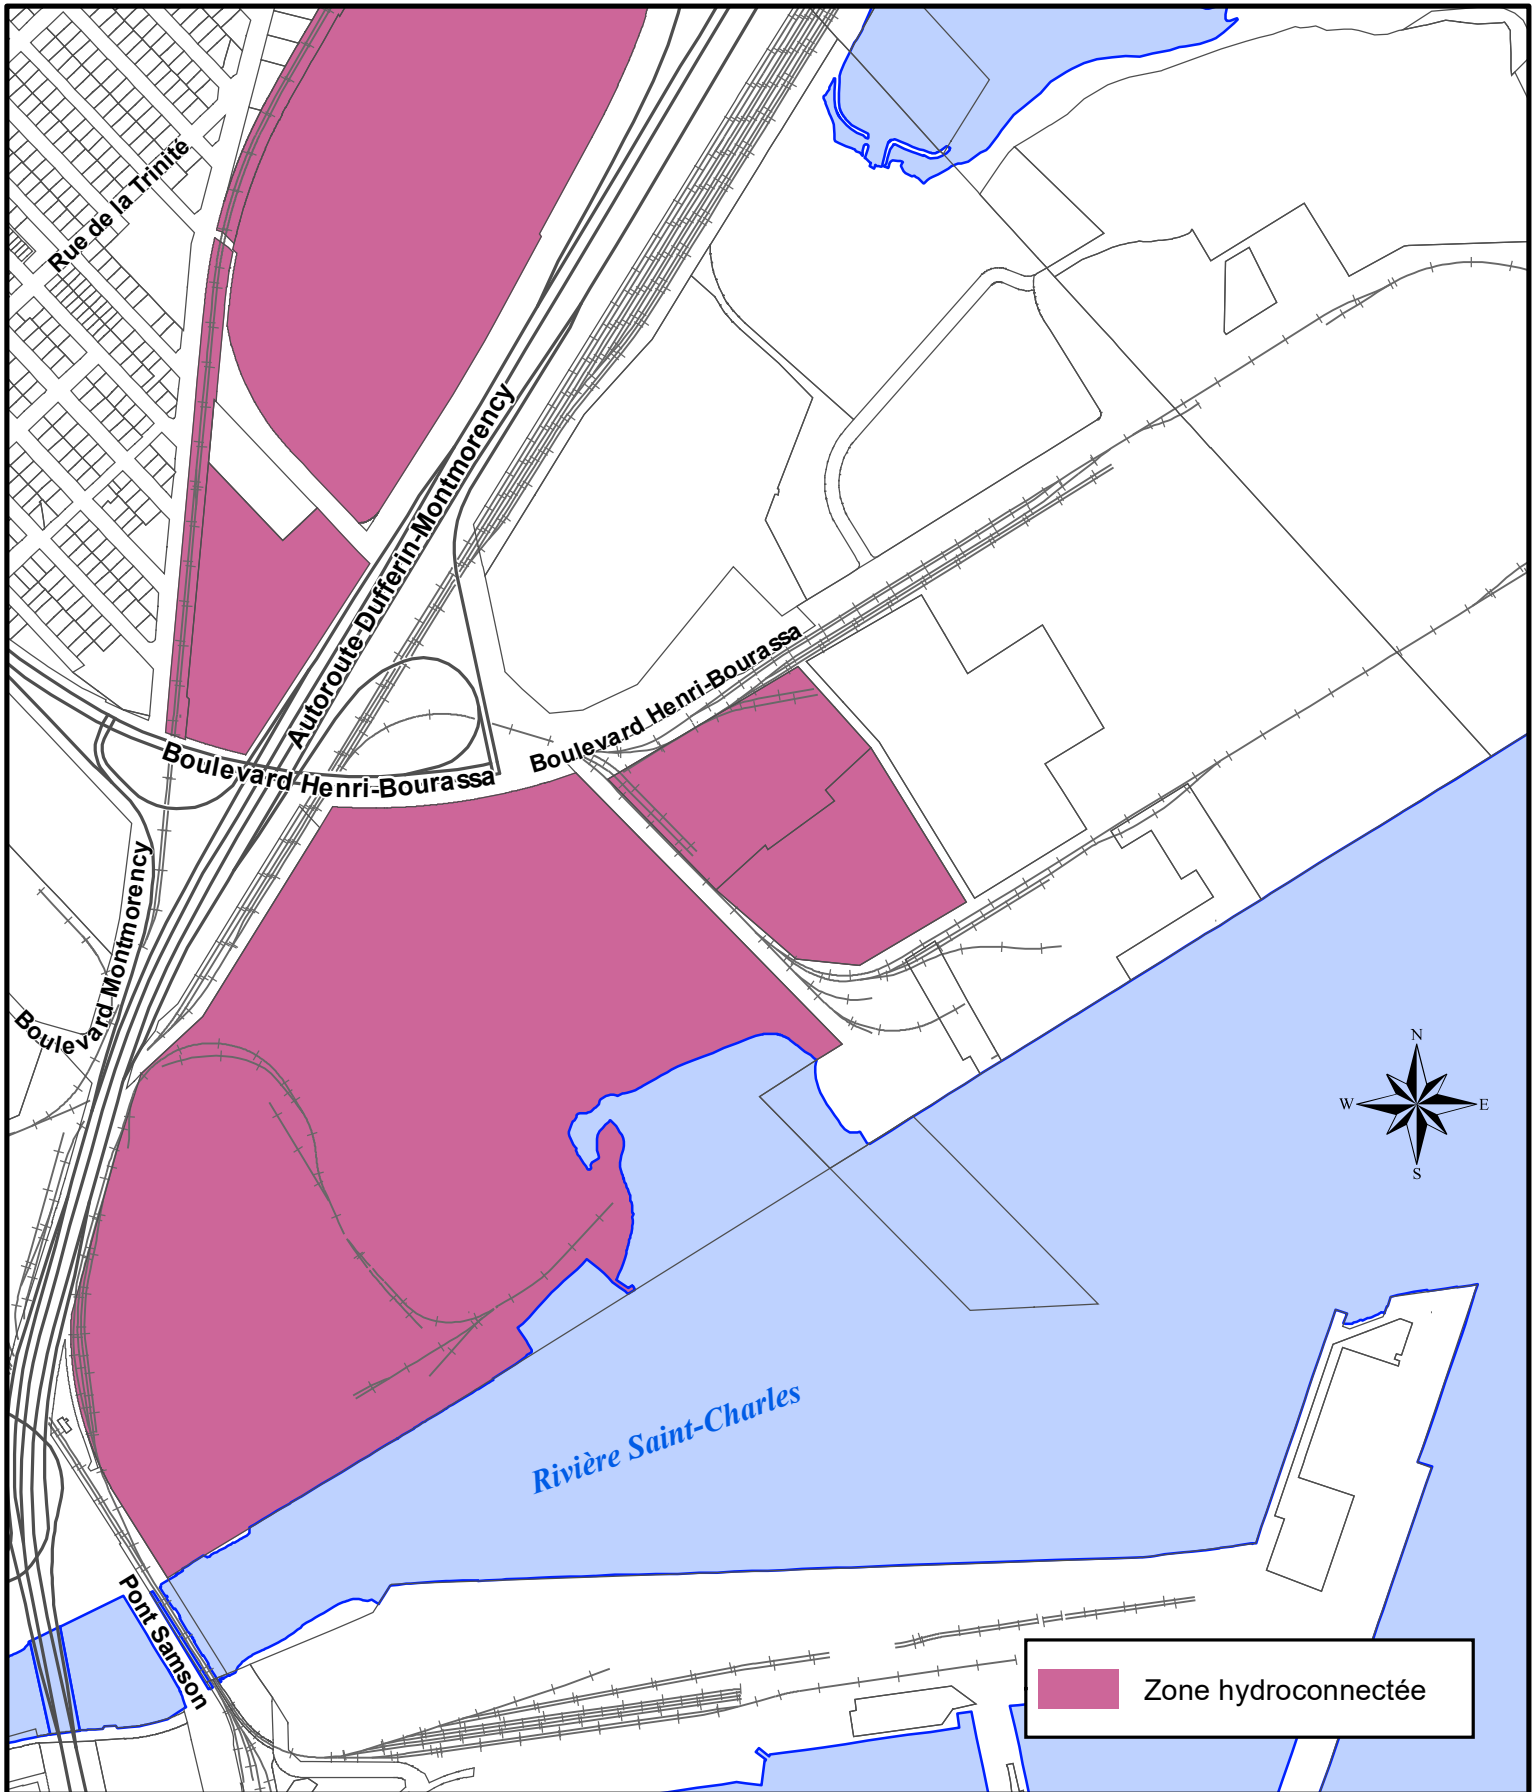 Rue de la Trinité
Autoroute-Dufferin-Montmorency
Boulevard Henri-Bourassa
Boulevard Henri-Bourassa
Boulevard Montmorency
N
W E
S
Rivière Saint-Charles
Pont Samson
Zone hydroconnectée